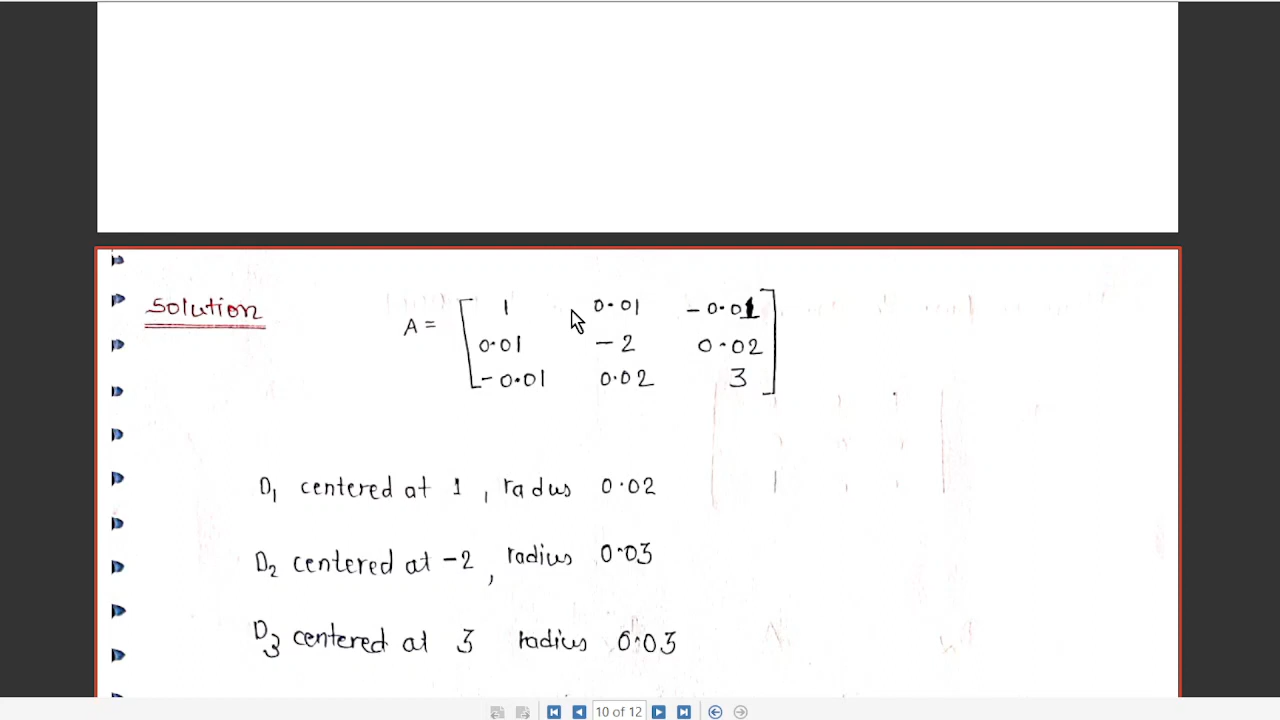 Solution
A = [ 1 0.01 -0.01
0.01 -2 0.02
-0.01 0.02 3 ]
D1 centered at 1, radus 0.02
D2 centered at -2, radius 0.03
D3 centered at 3 radius 0.03
10 of 12